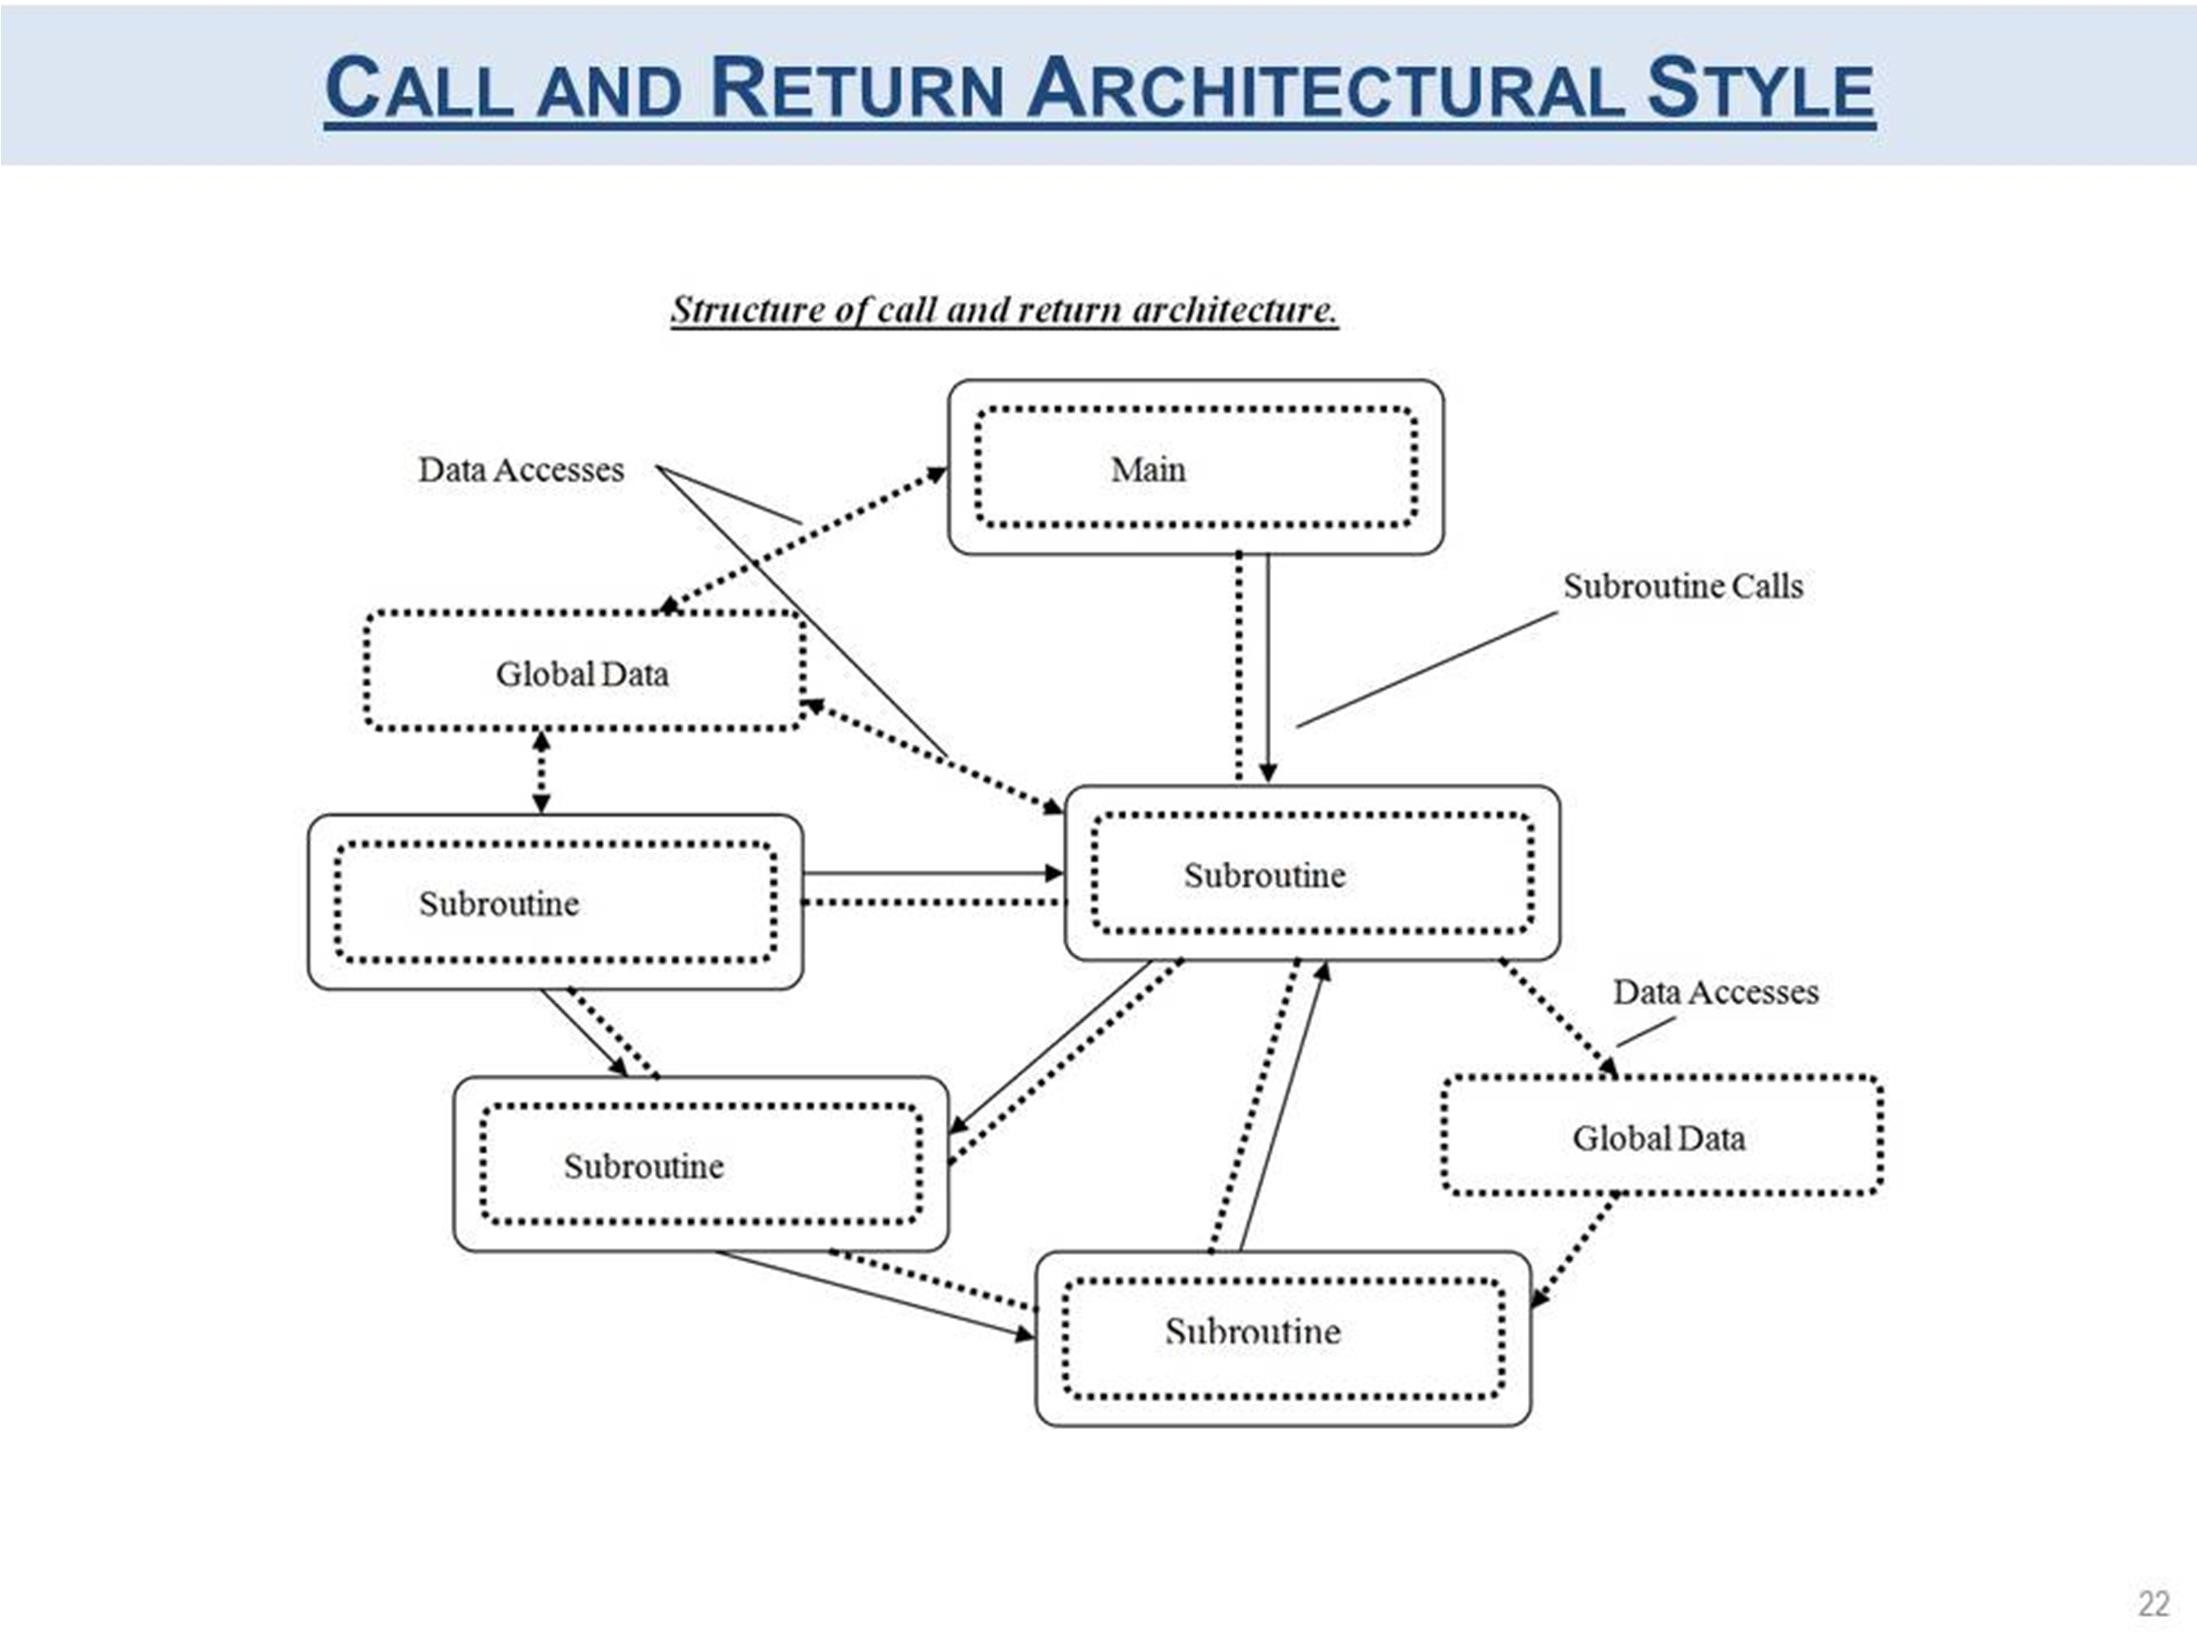 CALL AND RETURN ARCHITECTURAL STYLE
Structure of call and return architecture.
Main
Data Accesses
Subroutine Calls
Global Data
Subroutine
Subroutine
Data Accesses
Global Data
Subroutine
Subroutine
22